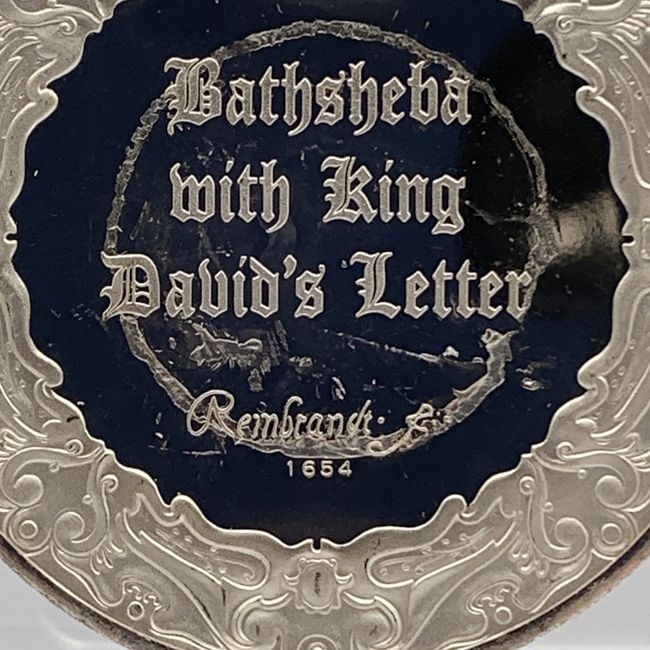 Bathsheba
with King
David's Letter
Rembrandt. f.
1654